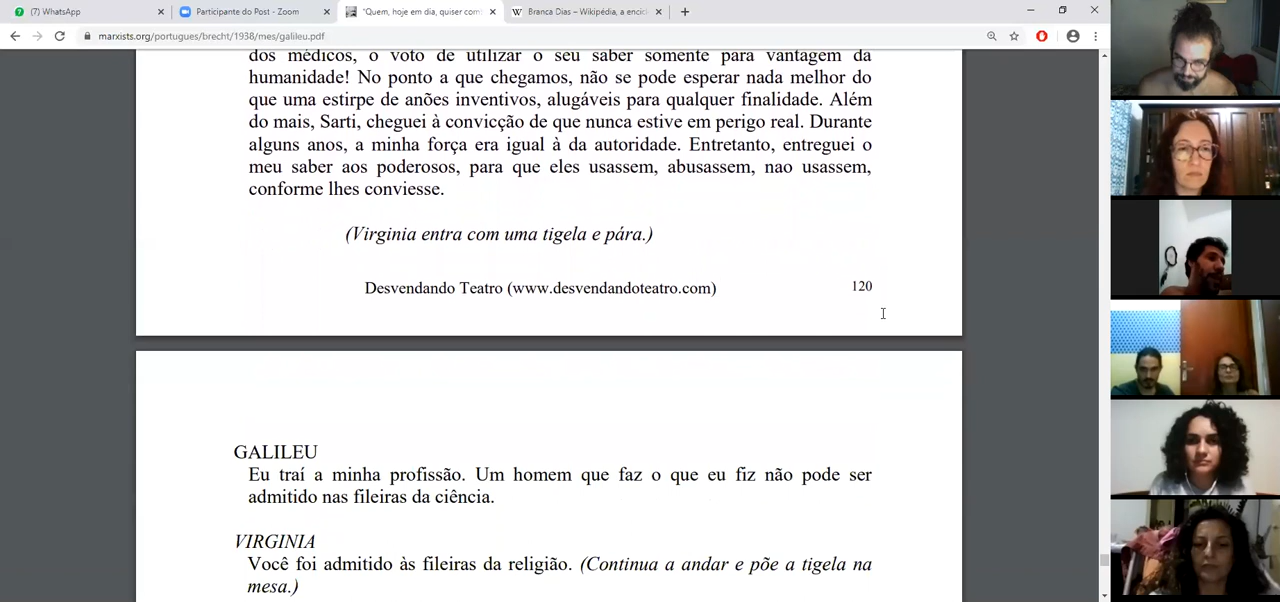 (7) WhatsApp
Participante do Post - Zoom
"Quem, hoje em dia, quiser com
Branca Dias – Wikipédia, a encic
marxists.org/portugues/brecht/1938/mes/galileu.pdf
dos médicos, o voto de utilizar o seu saber somente para vantagem da
humanidade! No ponto a que chegamos, não se pode esperar nada melhor do
que uma estirpe de anões inventivos, alugáveis para qualquer finalidade. Além
do mais, Sarti, cheguei à convicção de que nunca estive em perigo real. Durante
alguns anos, a minha força era igual à da autoridade. Entretanto, entreguei o
meu saber aos poderosos, para que eles usassem, abusassem, nao usassem,
conforme lhes conviesse.
(Virginia entra com uma tigela e pára.)
Desvendando Teatro (www.desvendandoteatro.com) 120
GALILEU
Eu traí a minha profissão. Um homem que faz o que eu fiz não pode ser
admitido nas fileiras da ciência.
VIRGINIA
Você foi admitido às fileiras da religião. (Continua a andar e põe a tigela na
mesa.)